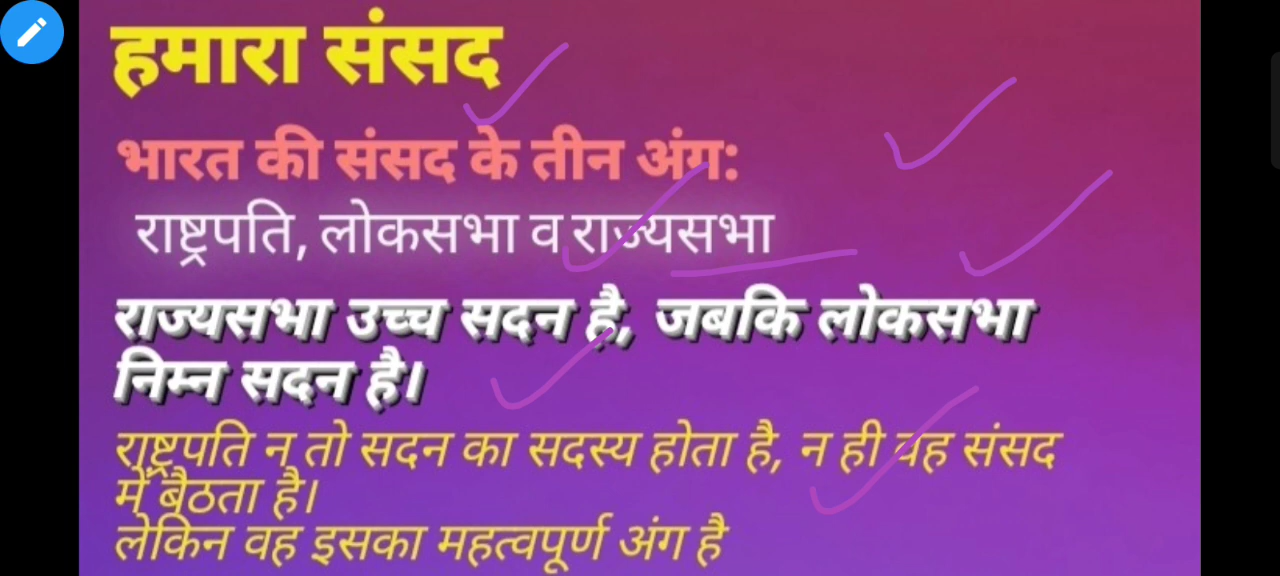 हमारा संसद
भारत की संसद के तीन अंग:
राष्ट्रपति, लोकसभा व राज्यसभा
राज्यसभा उच्च सदन है, जबकि लोकसभा
निम्न सदन है।
राष्ट्रपति न तो सदन का सदस्य होता है, न ही वह संसद
में बैठता है।
लेकिन वह इसका महत्वपूर्ण अंग है